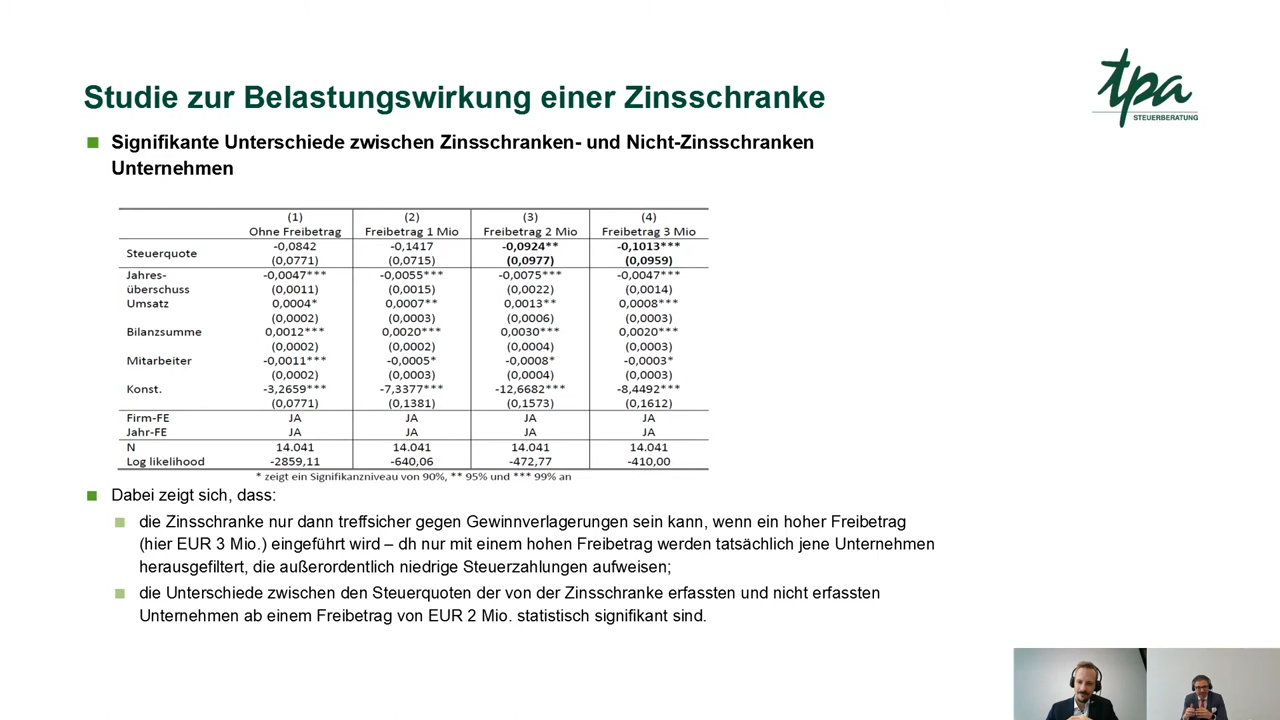 tpa
STEUERBERATUNG
Studie zur Belastungswirkung einer Zinsschranke
Signifikante Unterschiede zwischen Zinsschranken- und Nicht-Zinsschranken
Unternehmen
(1) (2) (3) (4)
Ohne Freibetrag Freibetrag 1 Mio Freibetrag 2 Mio Freibetrag 3 Mio
Steuerquote -0,0842 -0,1417 -0,0924** -0,1013***
(0,0771) (0,0715) (0,0977) (0,0959)
Jahres- -0,0047*** -0,0055*** -0,0075*** -0,0047***
überschuss (0,0011) (0,0015) (0,0022) (0,0014)
Umsatz 0,0004* 0,0007** 0,0013** 0,0008***
(0,0002) (0,0003) (0,0006) (0,0003)
Bilanzsumme 0,0012*** 0,0020*** 0,0030*** 0,0020***
(0,0002) (0,0002) (0,0004) (0,0003)
Mitarbeiter -0,0011*** -0,0005* -0,0008* -0,0003*
(0,0002) (0,0003) (0,0004) (0,0003)
Konst. -3,2659*** -7,3377*** -12,6682*** -8,4492***
(0,0771) (0,1381) (0,1573) (0,1612)
Firm-FE JA JA JA JA
Jahr-FE JA JA JA JA
N 14.041 14.041 14.041 14.041
Log likelihood -2859,11 -640,06 -472,77 -410,00
* zeigt ein Signifikanzniveau von 90%, ** 95% und *** 99% an
Dabei zeigt sich, dass:
die Zinsschranke nur dann treffsicher gegen Gewinnverlagerungen sein kann, wenn ein hoher Freibetrag
(hier EUR 3 Mio.) eingeführt wird – dh nur mit einem hohen Freibetrag werden tatsächlich jene Unternehmen
herausgefiltert, die außerordentlich niedrige Steuerzahlungen aufweisen;
die Unterschiede zwischen den Steuerquoten der von der Zinsschranke erfassten und nicht erfassten
Unternehmen ab einem Freibetrag von EUR 2 Mio. statistisch signifikant sind.